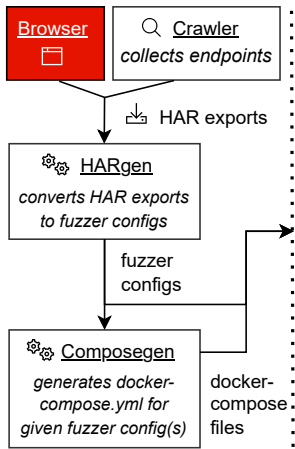 Browser
Crawler
collects endpoints
HAR exports
HARgen
converts HAR exports
to fuzzer configs
fuzzer
configs
Composegen
generates docker-
compose.yml for
given fuzzer config(s)
docker-
compose
files